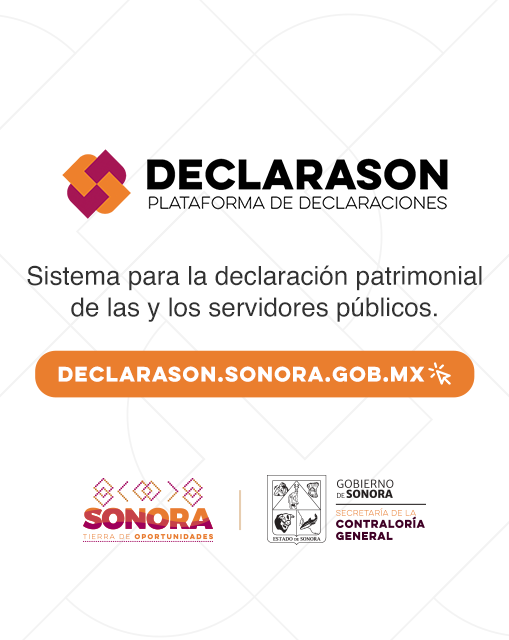 DECLARASON
PLATAFORMA DE DECLARACIONES
Sistema para la declaración patrimonial
de las y los servidores públicos.
DECLARASON.SONORA.GOB.MX
SONORA
TIERRA DE OPORTUNIDADES
ESTADO DE SONORA
GOBIERNO
DE SONORA
SECRETARÍA DE LA
CONTRALORÍA
GENERAL